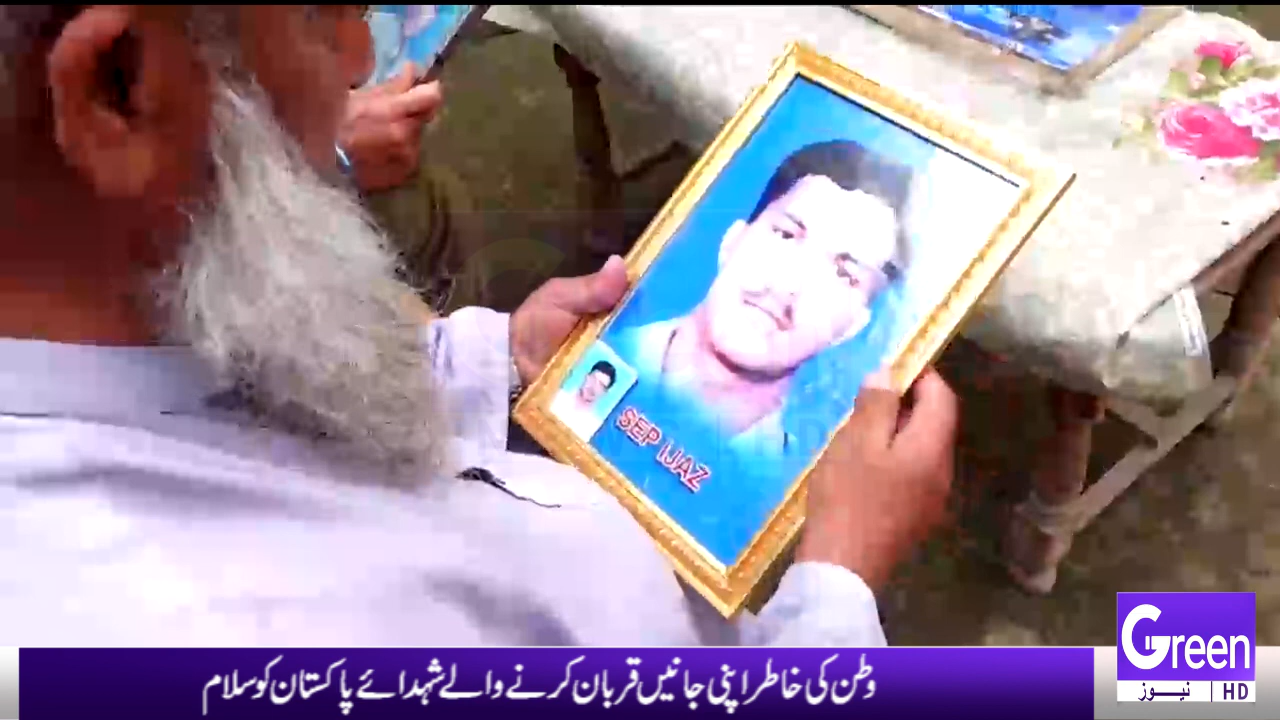 SEP IJAZ
وطن کی خاطر اپنی جانیں قربان کرنے والے شہدائے پاکستان کو سلام
Green
نیوز | HD